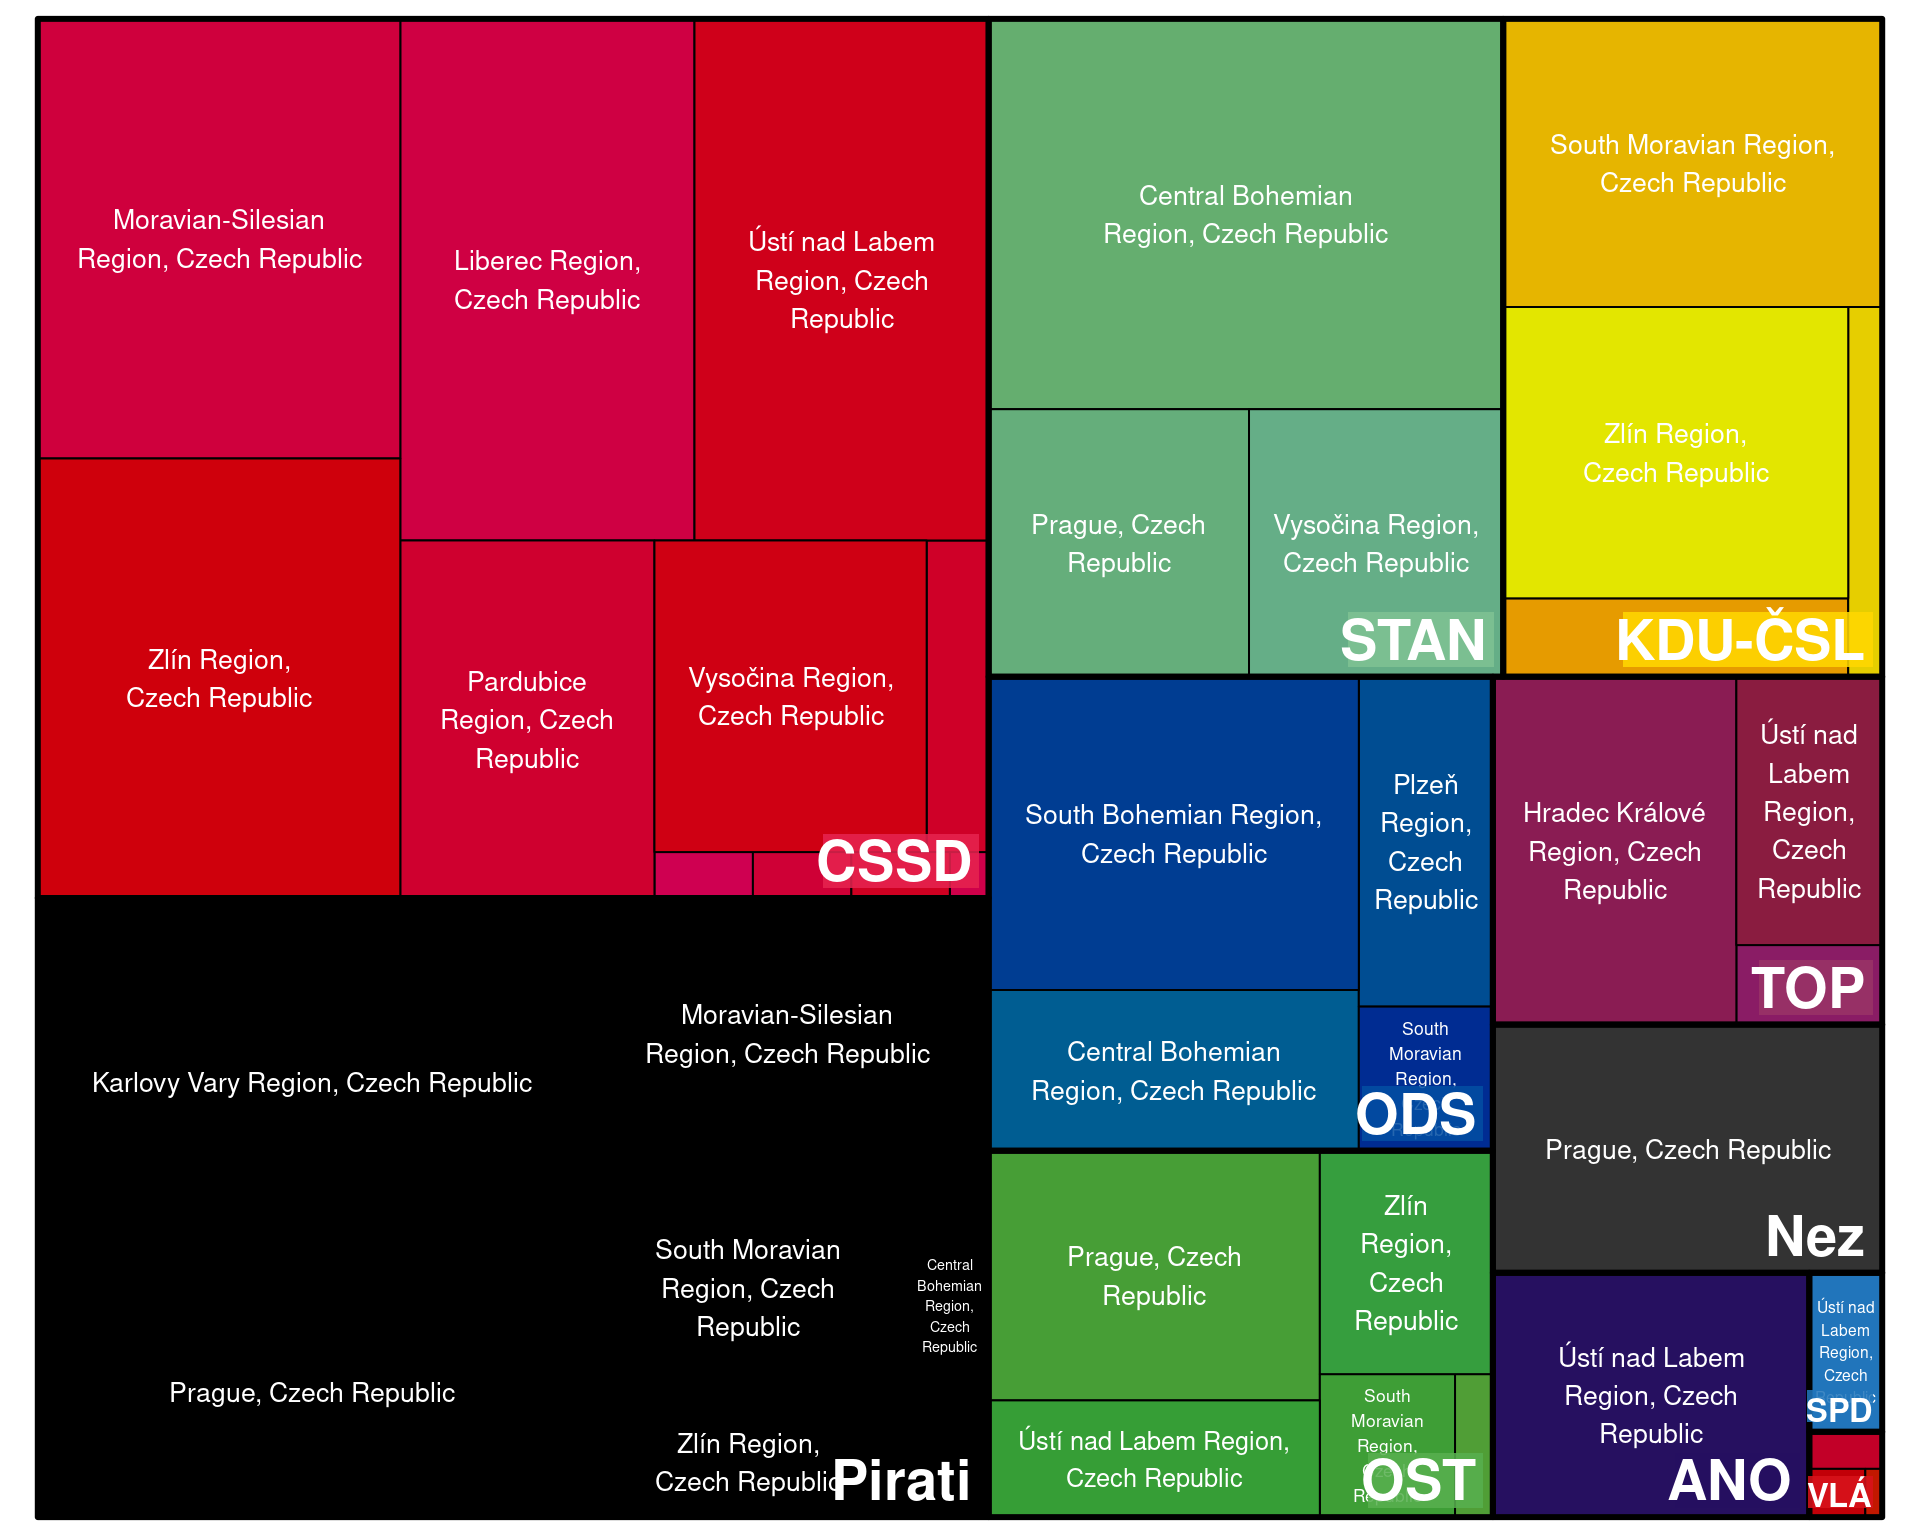 Moravian-Silesian
Region, Czech Republic
Liberec Region,
Czech Republic
Ústí nad Labem
Region, Czech
Republic
Zlín Region,
Czech Republic
Pardubice
Region, Czech
Republic
Vysočina Region,
Czech Republic
CSSD
Central Bohemian
Region, Czech Republic
Prague, Czech
Republic
Vysočina Region,
Czech Republic
STAN
South Moravian Region,
Czech Republic
Zlín Region,
Czech Republic
KDU-ČSL
Karlovy Vary Region, Czech Republic
Moravian-Silesian
Region, Czech Republic
Prague, Czech Republic
South Moravian
Region, Czech
Republic
Central
Bohemian
Region,
Czech
Republic
Zlín Region,
Czech Republic
Pirati
South Bohemian Region,
Czech Republic
Plzeň
Region,
Czech
Republic
Central Bohemian
Region, Czech Republic
South
Moravian
Region,
Czech
Republic
ODS
Hradec Králové
Region, Czech
Republic
Ústí nad
Labem
Region,
Czech
Republic
TOP
Prague, Czech
Republic
Zlín
Region,
Czech
Republic
Ústí nad Labem Region,
Czech Republic
South
Moravian
Region,
Czech
Republic
OST
Prague, Czech Republic
Nez
Ústí nad Labem
Region, Czech
Republic
ANO
Ústí nad
Labem
Region,
Czech
Republic
SPD
VLÁ